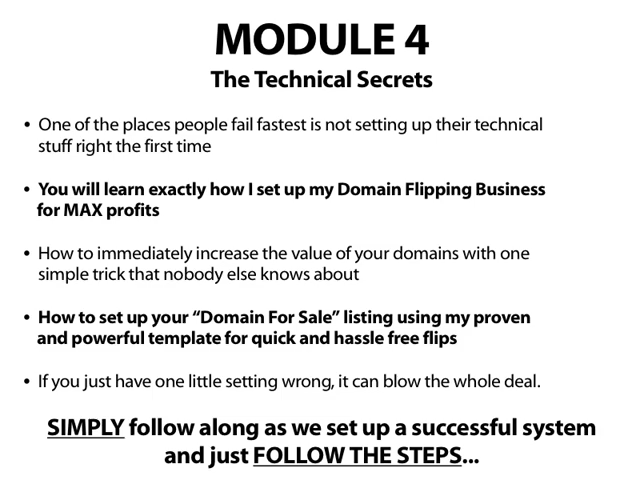 MODULE 4
The Technical Secrets
• One of the places people fail fastest is not setting up their technical
stuff right the first time
• You will learn exactly how I set up my Domain Flipping Business
for MAX profits
• How to immediately increase the value of your domains with one
simple trick that nobody else knows about
• How to set up your “Domain For Sale” listing using my proven
and powerful template for quick and hassle free flips
• If you just have one little setting wrong, it can blow the whole deal.
SIMPLY follow along as we set up a successful system
and just FOLLOW THE STEPS...